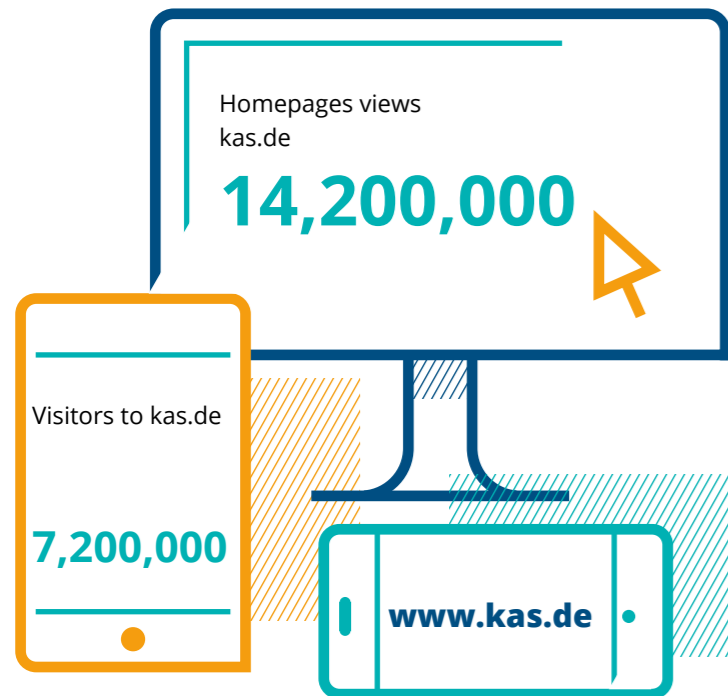 Homepages views
kas.de
14,200,000
Visitors to kas.de
7,200,000
www.kas.de